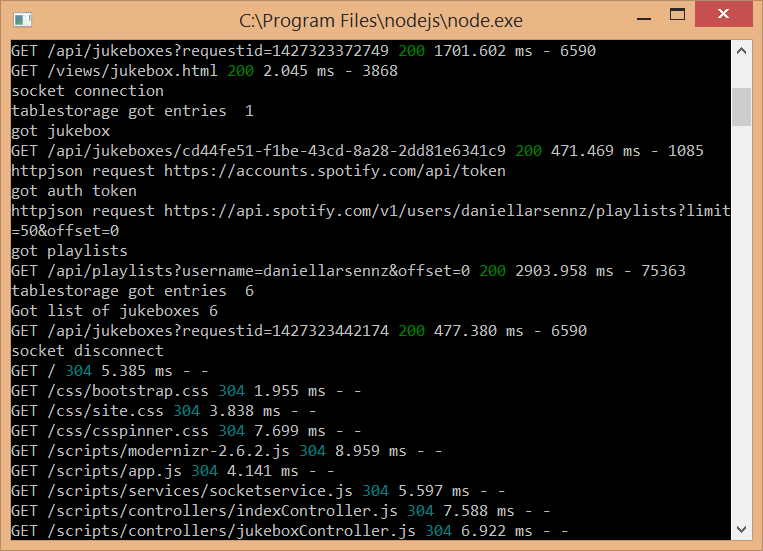 C:\Program Files\nodejs\node.exe
GET /api/jukeboxes?requestid=1427323372749 200 1701.602 ms - 6590
GET /views/jukebox.html 200 2.045 ms - 3868
socket connection
tablestorage got entries  1
got jukebox
GET /api/jukeboxes/cd44fe51-f1be-43cd-8a28-2dd81e6341c9 200 471.469 ms - 1085
httpjson request https://accounts.spotify.com/api/token
got auth token
httpjson request https://api.spotify.com/v1/users/daniellarsennz/playlists?limit
=50&offset=0
got playlists
GET /api/playlists?username=daniellarsennz&offset=0 200 2903.958 ms - 75363
tablestorage got entries  6
Got list of jukeboxes 6
GET /api/jukeboxes?requestid=1427323442174 200 477.380 ms - 6590
socket disconnect
GET / 304 5.385 ms - -
GET /css/bootstrap.css 304 1.955 ms - -
GET /css/site.css 304 3.838 ms - -
GET /css/csspinner.css 304 7.699 ms - -
GET /scripts/modernizr-2.6.2.js 304 8.959 ms - -
GET /scripts/app.js 304 4.141 ms - -
GET /scripts/services/socketservice.js 304 5.597 ms - -
GET /scripts/controllers/indexController.js 304 7.588 ms - -
GET /scripts/controllers/jukeboxController.js 304 6.922 ms - -